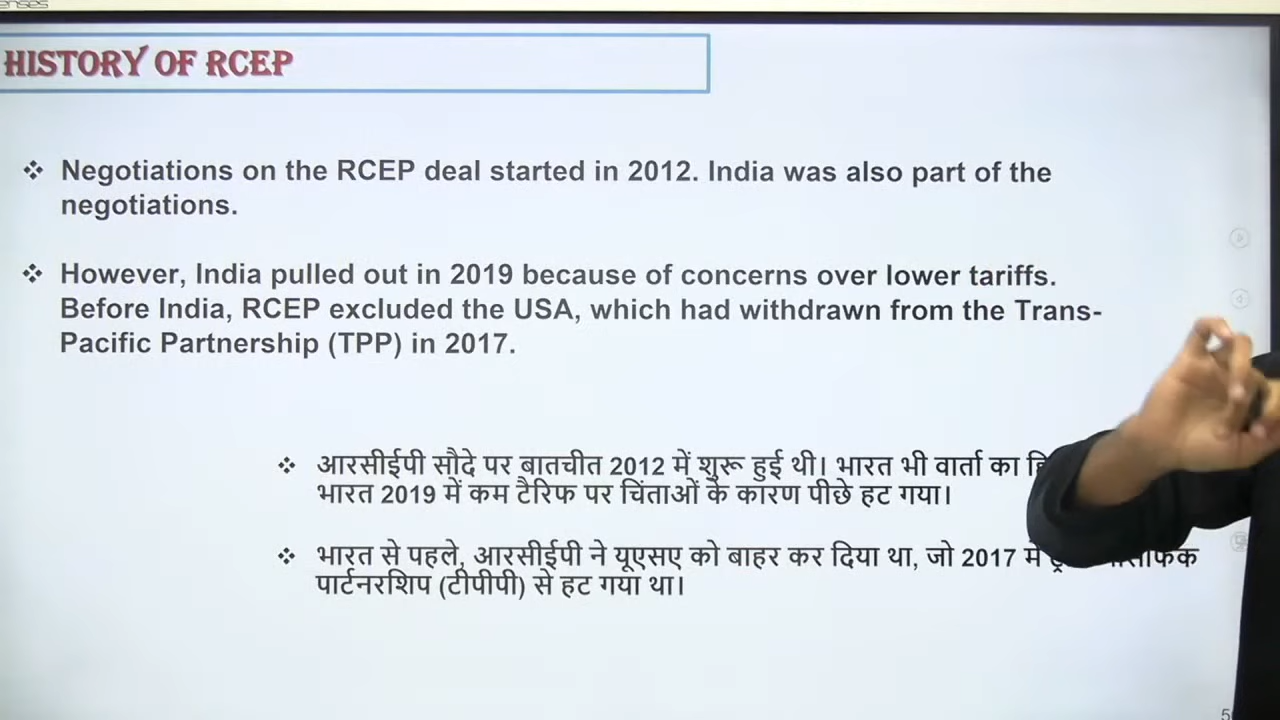 HISTORY OF RCEP
❖ Negotiations on the RCEP deal started in 2012. India was also part of the
negotiations.
❖ However, India pulled out in 2019 because of concerns over lower tariffs.
Before India, RCEP excluded the USA, which had withdrawn from the Trans-
Pacific Partnership (TPP) in 2017.
❖ आरसीईपी सौदे पर बातचीत 2012 में शुरू हुई थी। भारत भी वार्ता का
भारत 2019 में कम टैरिफ पर चिंताओं के कारण पीछे हट गया।
❖ भारत से पहले, आरसीईपी ने यूएसए को बाहर कर दिया था, जो 2017 में
पार्टनरशिप (टीपीपी) से हट गया था।